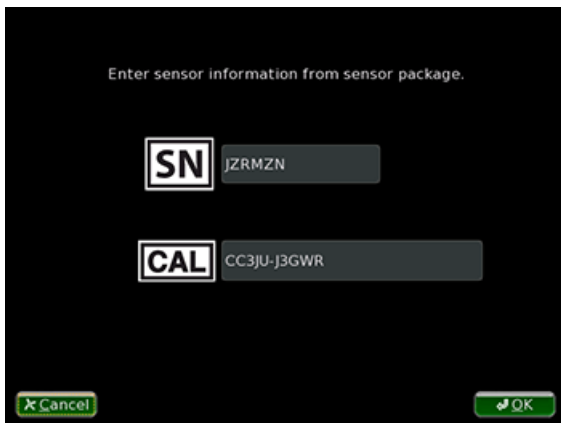 Enter sensor information from sensor package.
SN JZRMZN
CAL CC3JU-J3GWR
Cancel OK